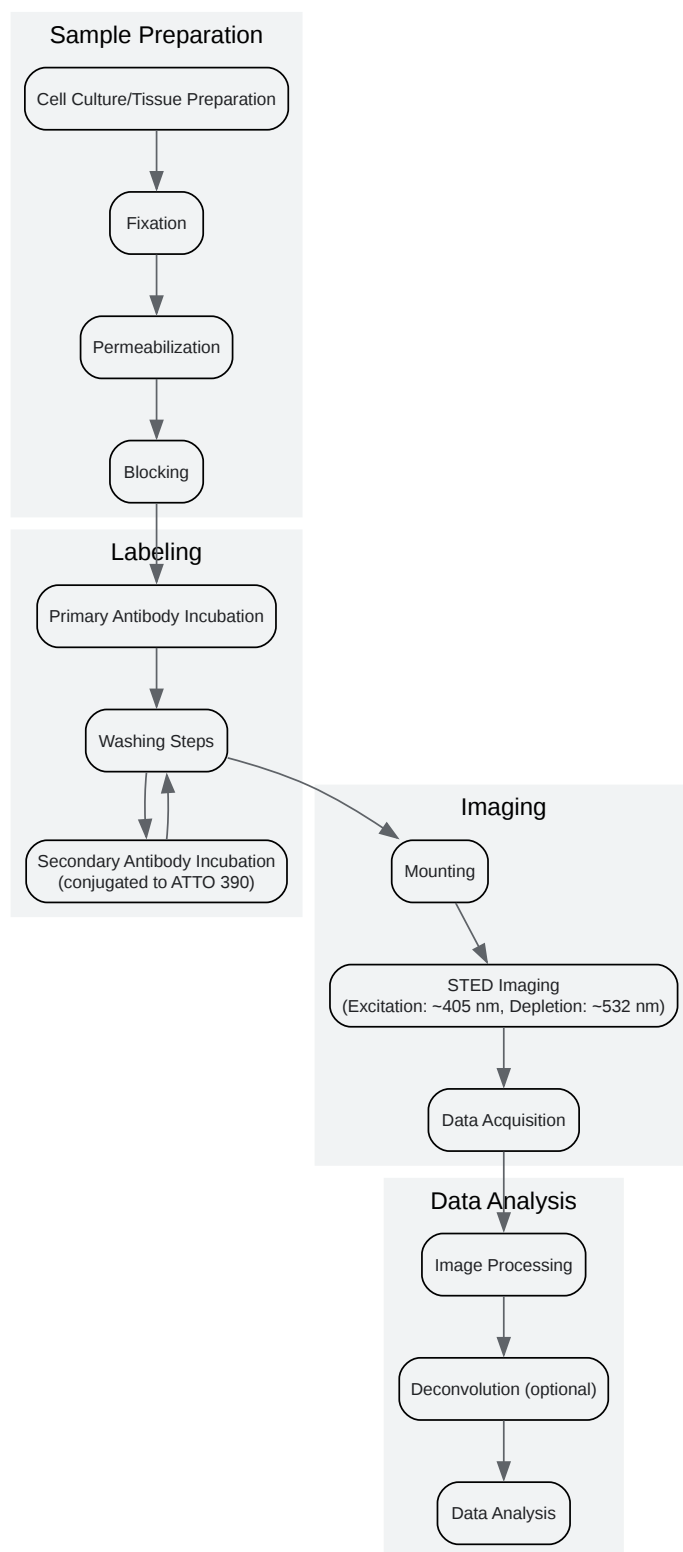 Sample Preparation
Cell Culture/Tissue Preparation
Fixation
Permeabilization
Blocking
Labeling
Primary Antibody Incubation
Washing Steps
Secondary Antibody Incubation
(conjugated to ATTO 390)
Imaging
Mounting
STED Imaging
(Excitation: ~405 nm, Depletion: ~532 nm)
Data Acquisition
Data Analysis
Image Processing
Deconvolution (optional)
Data Analysis